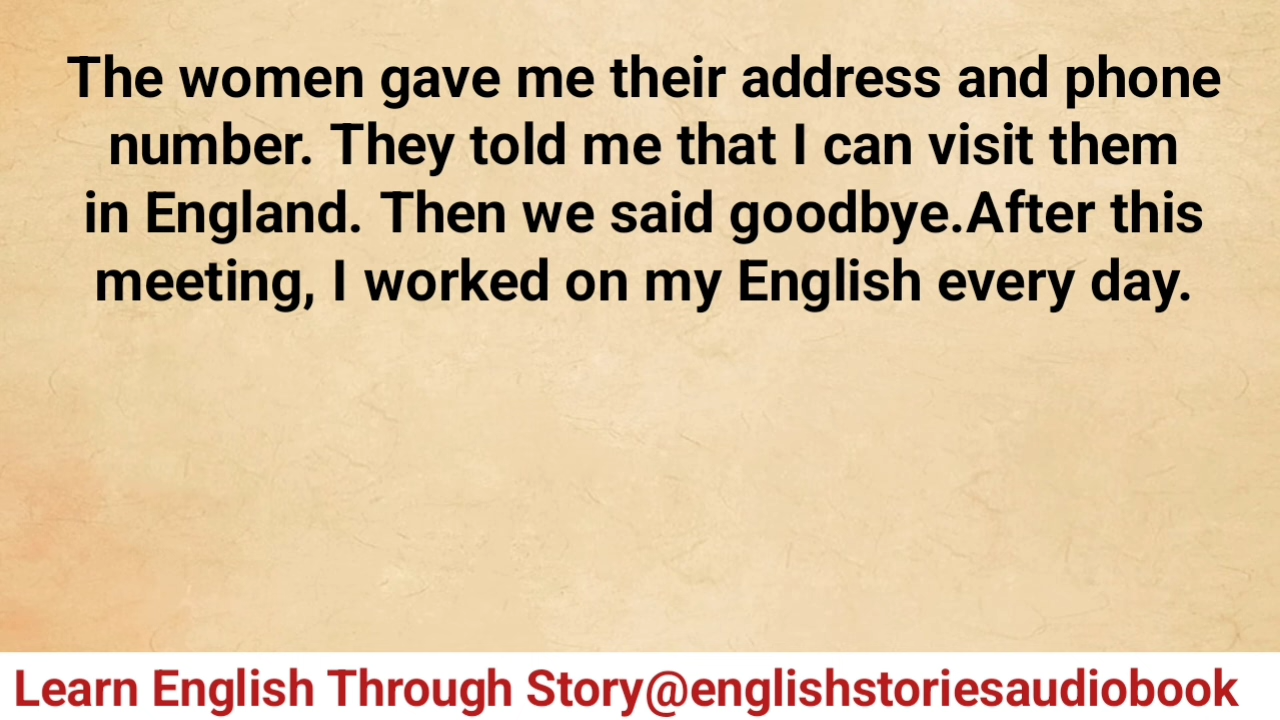 The women gave me their address and phone
number. They told me that I can visit them
in England. Then we said goodbye.After this
meeting, I worked on my English every day.
Learn English Through Story@englishstoriesaudiobook